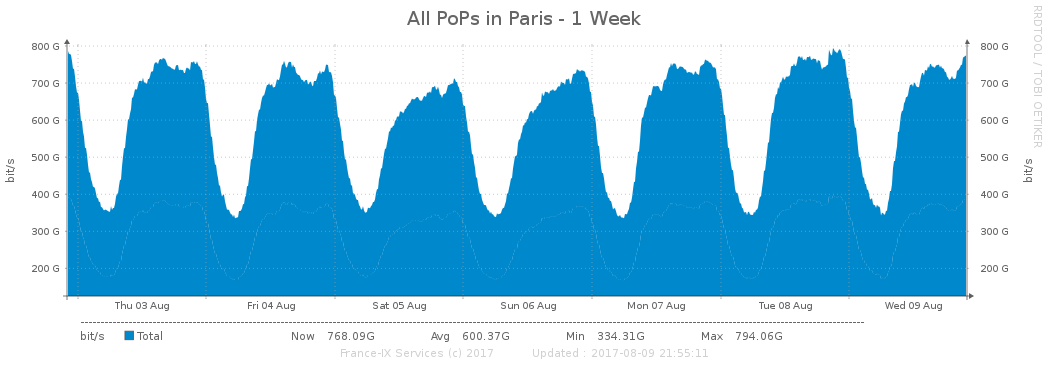 All PoPs in Paris - 1 Week
RRDTOOL / TOBI OETIKER
800 G 800 G
700 G 700 G
600 G 600 G
500 G 500 G
bit/s bit/s
400 G 400 G
300 G 300 G
200 G 200 G
Thu 03 Aug Fri 04 Aug Sat 05 Aug Sun 06 Aug Mon 07 Aug Tue 08 Aug Wed 09 Aug
bit/s Total Now 768.09G Avg 600.37G Min 334.31G Max 794.06G
France-IX Services (c) 2017 Updated : 2017-08-09 21:55:11